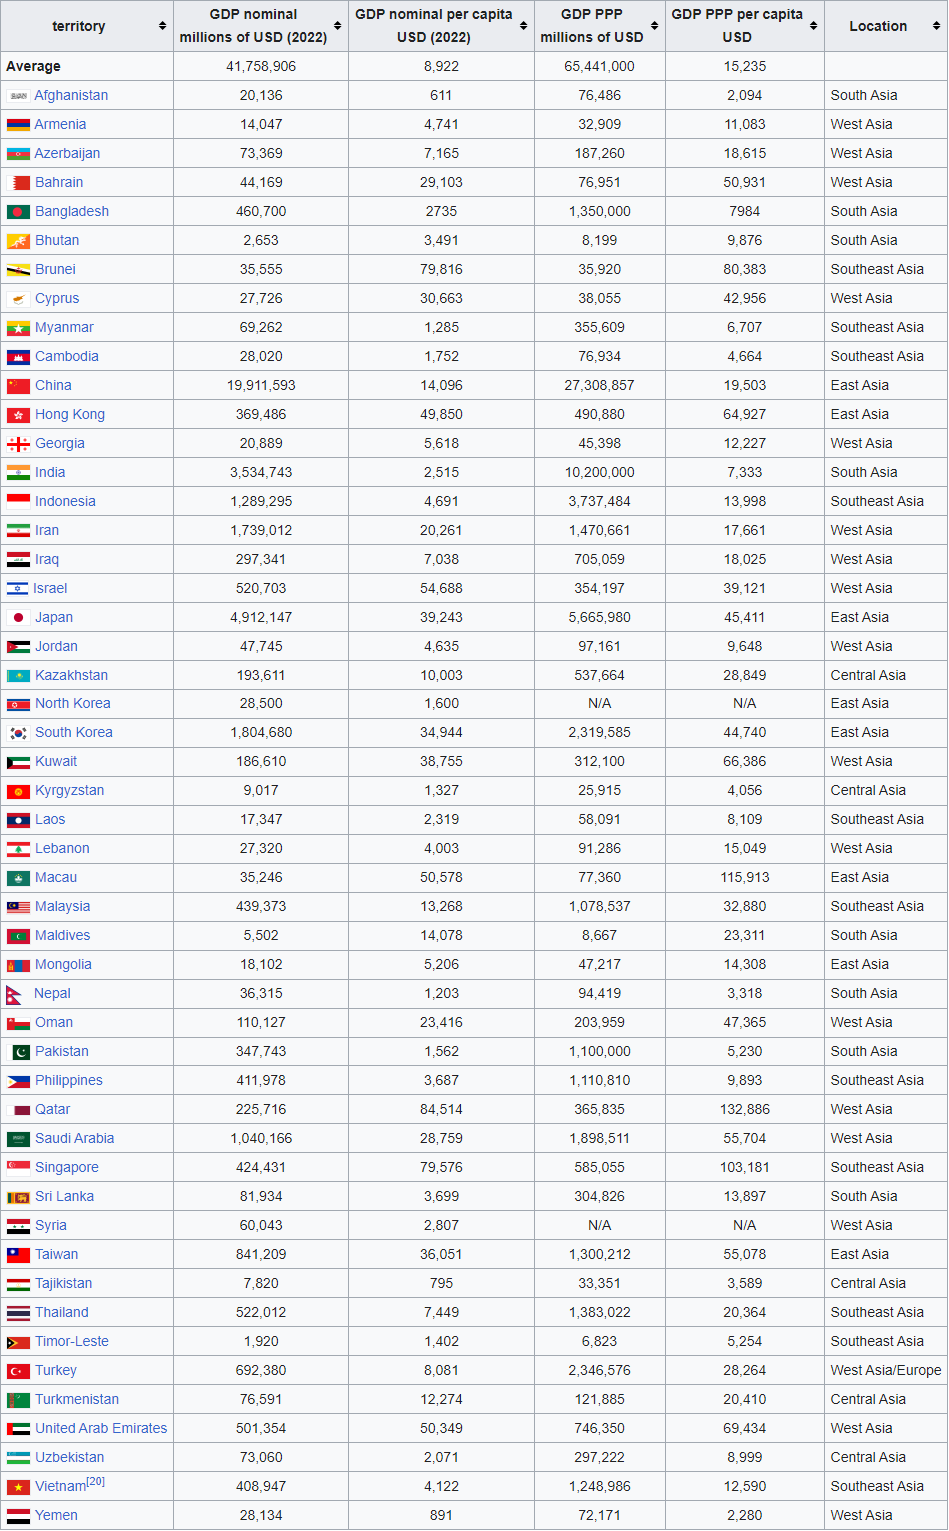 territory GDP nominal millions of USD (2022) GDP nominal per capita USD (2022) GDP PPP millions of USD GDP PPP per capita USD Location
Average 41,758,906 8,922 65,441,000 15,235
Afghanistan 20,136 611 76,486 2,094 South Asia
Armenia 14,047 4,741 32,909 11,083 West Asia
Azerbaijan 73,369 7,165 187,260 18,615 West Asia
Bahrain 44,169 29,103 76,951 50,931 West Asia
Bangladesh 460,700 2735 1,350,000 7984 South Asia
Bhutan 2,653 3,491 8,199 9,876 South Asia
Brunei 35,555 79,816 35,920 80,383 Southeast Asia
Cyprus 27,726 30,663 38,055 42,956 West Asia
Myanmar 69,262 1,285 355,609 6,707 Southeast Asia
Cambodia 28,020 1,752 76,934 4,664 Southeast Asia
China 19,911,593 14,096 27,308,857 19,503 East Asia
Hong Kong 369,486 49,850 490,880 64,927 East Asia
Georgia 20,889 5,618 45,398 12,227 West Asia
India 3,534,743 2,515 10,200,000 7,333 South Asia
Indonesia 1,289,295 4,691 3,737,484 13,998 Southeast Asia
Iran 1,739,012 20,261 1,470,661 17,661 West Asia
Iraq 297,341 7,038 705,059 18,025 West Asia
Israel 520,703 54,688 354,197 39,121 West Asia
Japan 4,912,147 39,243 5,665,980 45,411 East Asia
Jordan 47,745 4,635 97,161 9,648 West Asia
Kazakhstan 193,611 10,003 537,664 28,849 Central Asia
North Korea 28,500 1,600 N/A N/A East Asia
South Korea 1,804,680 34,944 2,319,585 44,740 East Asia
Kuwait 186,610 38,755 312,100 66,386 West Asia
Kyrgyzstan 9,017 1,327 25,915 4,056 Central Asia
Laos 17,347 2,319 58,091 8,109 Southeast Asia
Lebanon 27,320 4,003 91,286 15,049 West Asia
Macau 35,246 50,578 77,360 115,913 East Asia
Malaysia 439,373 13,268 1,078,537 32,880 Southeast Asia
Maldives 5,502 14,078 8,667 23,311 South Asia
Mongolia 18,102 5,206 47,217 14,308 East Asia
Nepal 36,315 1,203 94,419 3,318 South Asia
Oman 110,127 23,416 203,959 47,365 West Asia
Pakistan 347,743 1,562 1,100,000 5,230 South Asia
Philippines 411,978 3,687 1,110,810 9,893 Southeast Asia
Qatar 225,716 84,514 365,835 132,886 West Asia
Saudi Arabia 1,040,166 28,759 1,898,511 55,704 West Asia
Singapore 424,431 79,576 585,055 103,181 Southeast Asia
Sri Lanka 81,934 3,699 304,826 13,897 South Asia
Syria 60,043 2,807 N/A N/A West Asia
Taiwan 841,209 36,051 1,300,212 55,078 East Asia
Tajikistan 7,820 795 33,351 3,589 Central Asia
Thailand 522,012 7,449 1,383,022 20,364 Southeast Asia
Timor-Leste 1,920 1,402 6,823 5,254 Southeast Asia
Turkey 692,380 8,081 2,346,576 28,264 West Asia/Europe
Turkmenistan 76,591 12,274 121,885 20,410 Central Asia
United Arab Emirates 501,354 50,349 746,350 69,434 West Asia
Uzbekistan 73,060 2,071 297,222 8,999 Central Asia
Vietnam[20] 408,947 4,122 1,248,986 12,590 Southeast Asia
Yemen 28,134 891 72,171 2,280 West Asia